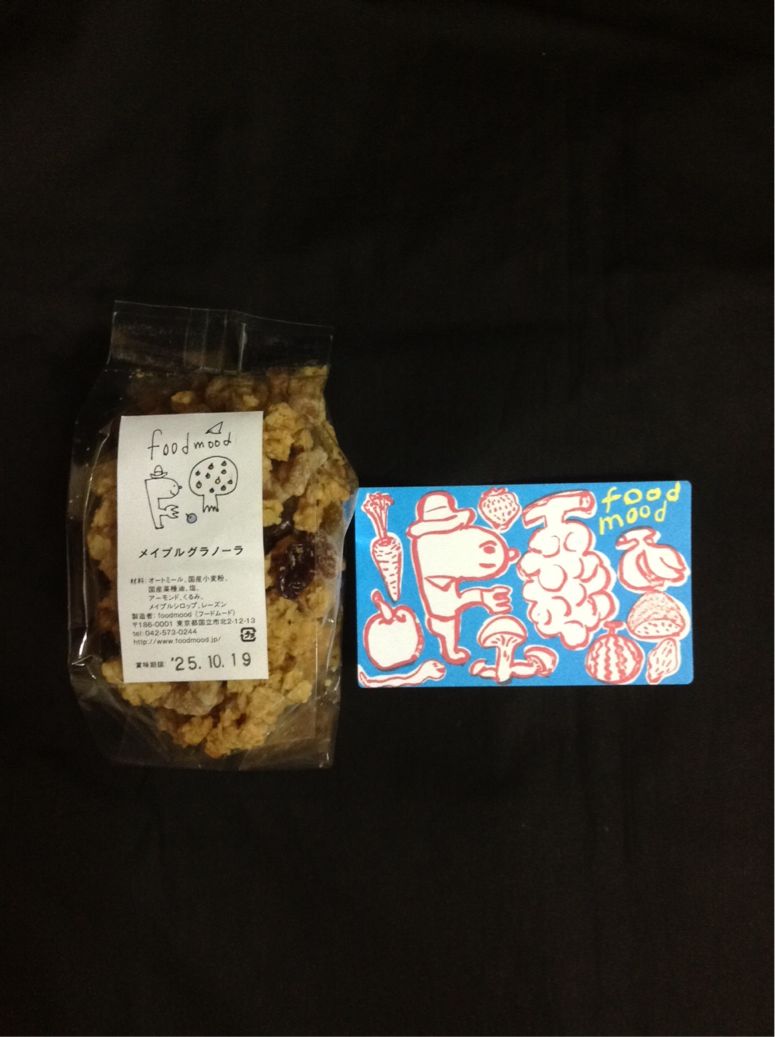 foodmood
メイプルグラノーラ
材料: オートミール、国産小麦粉、
国産菜種油、塩、
アーモンド、くるみ、
メイプルシロップ、レーズン
製造者: foodmood (フードムード)
〒186-0001 東京都国立市北2-12-13
tel: 042-573-0244
http://www.foodmood.jp/
プラ
賞味期限: '25.10.19
food
mood